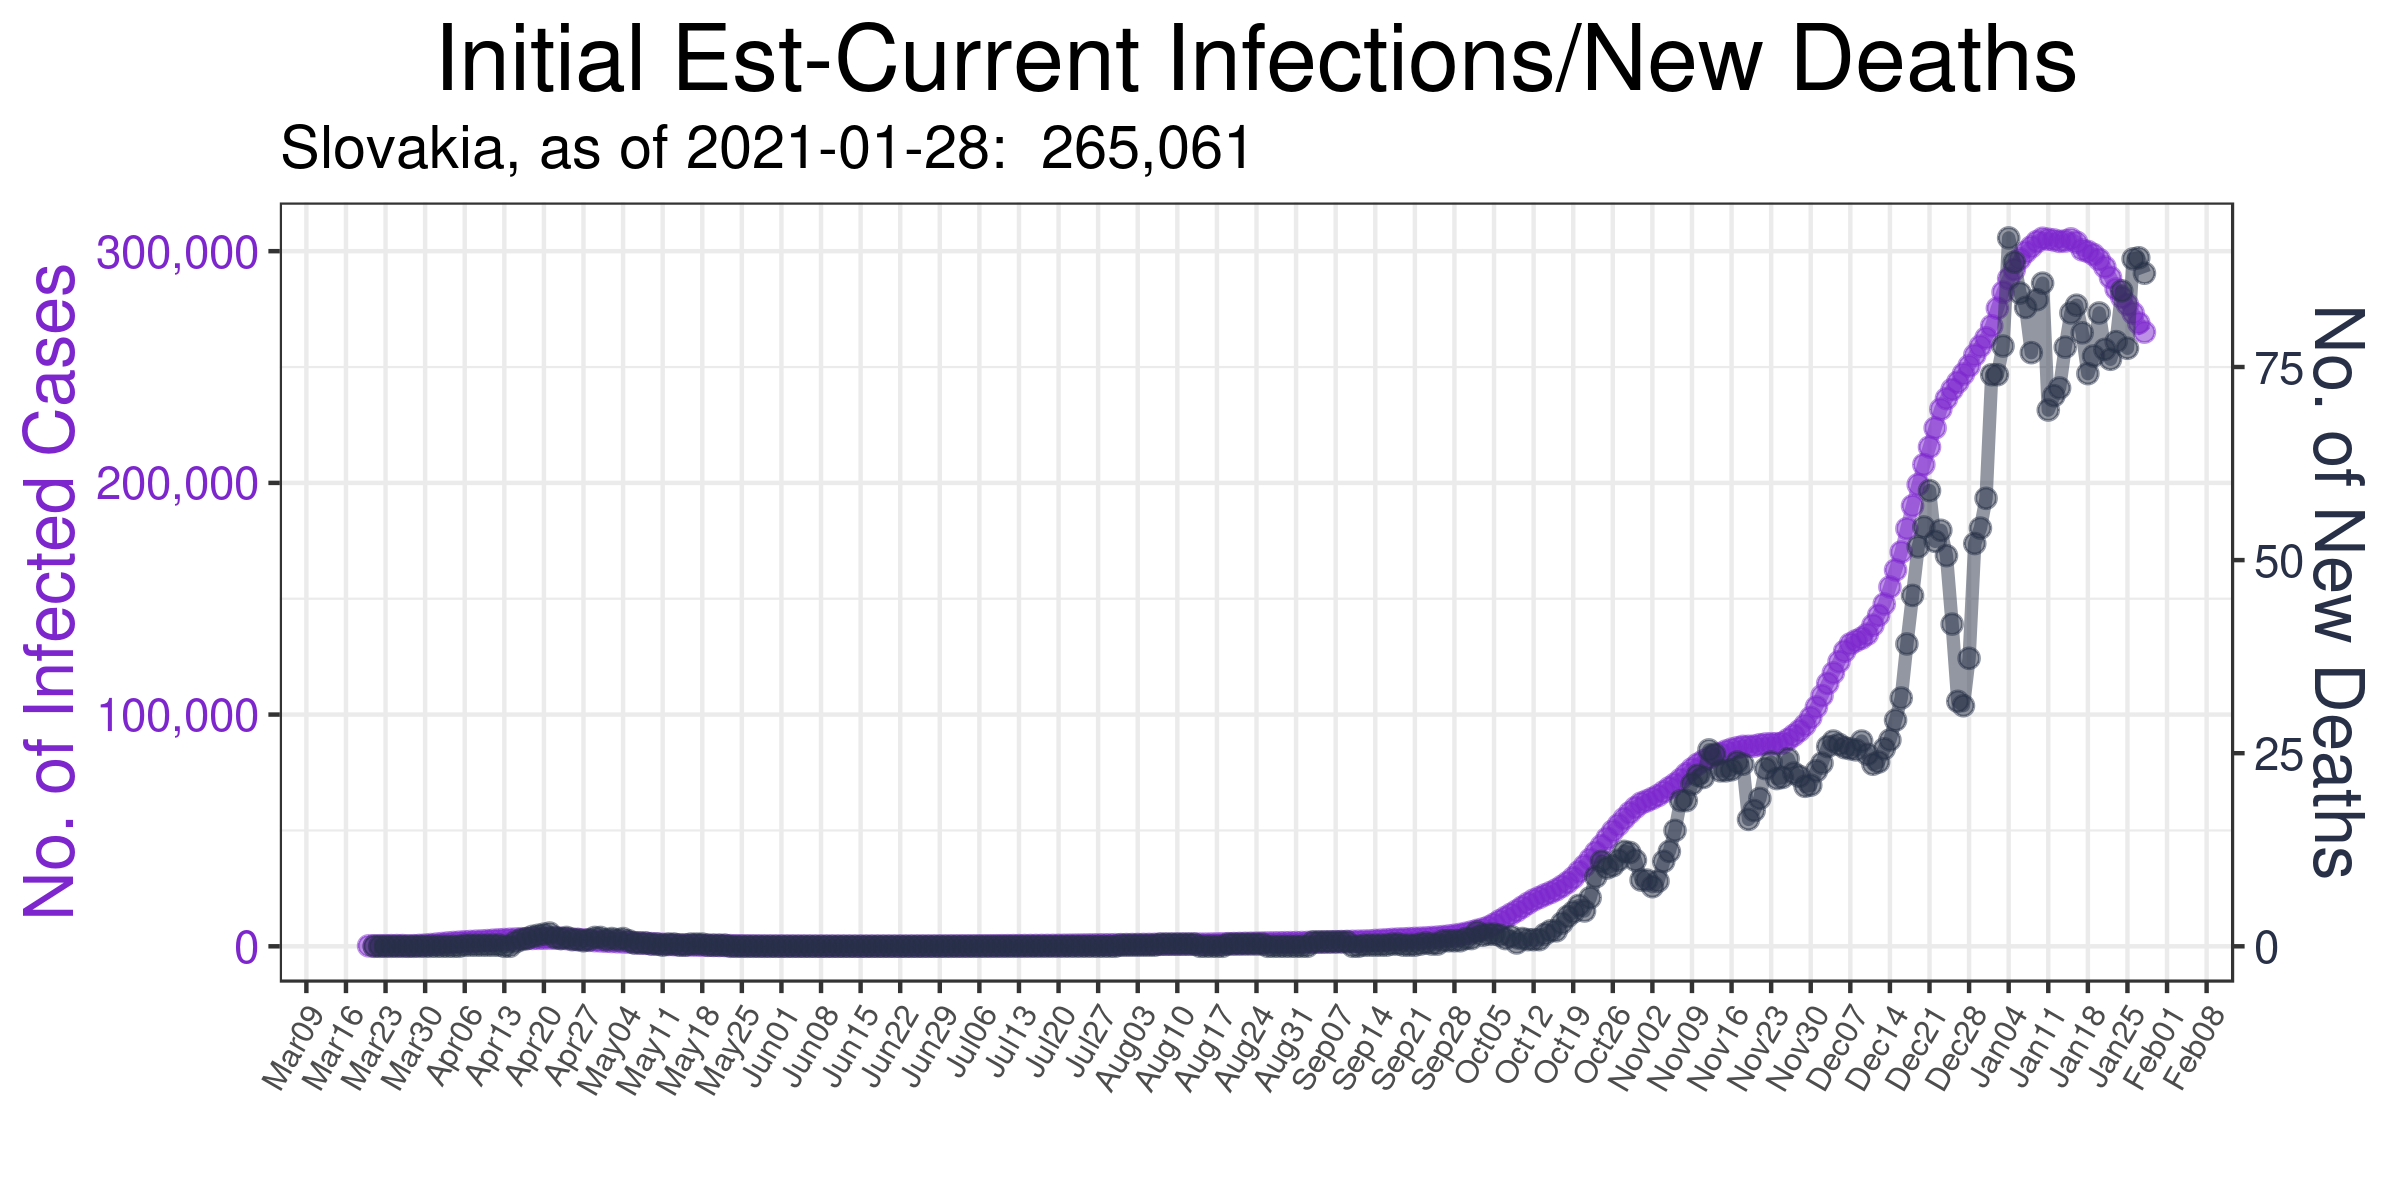 Initial Est-Current Infections/New Deaths
Slovakia, as of 2021-01-28:  265,061
No. of Infected Cases
300,000
200,000
100,000
0
No. of New Deaths
75
50
25
0
Mar09
Mar16
Mar23
Mar30
Apr06
Apr13
Apr20
Apr27
May04
May11
May18
May25
Jun01
Jun08
Jun15
Jun22
Jun29
Jul06
Jul13
Jul20
Jul27
Aug03
Aug10
Aug17
Aug24
Aug31
Sep07
Sep14
Sep21
Sep28
Oct05
Oct12
Oct19
Oct26
Nov02
Nov09
Nov16
Nov23
Nov30
Dec07
Dec14
Dec21
Dec28
Jan04
Jan11
Jan18
Jan25
Feb01
Feb08